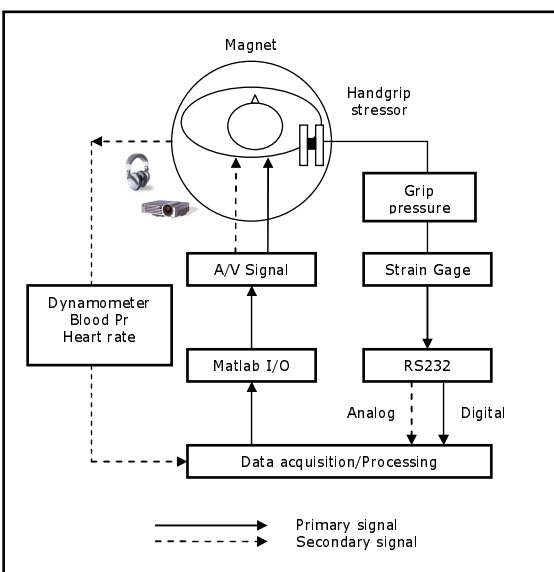 Magnet
Handgrip
stressor
Grip
pressure
A/V Signal
Strain Gage
Dynamometer
Blood Pr
Heart rate
Matlab I/O
RS232
Analog
Digital
Data acquisition/Processing
Primary signal
Secondary signal